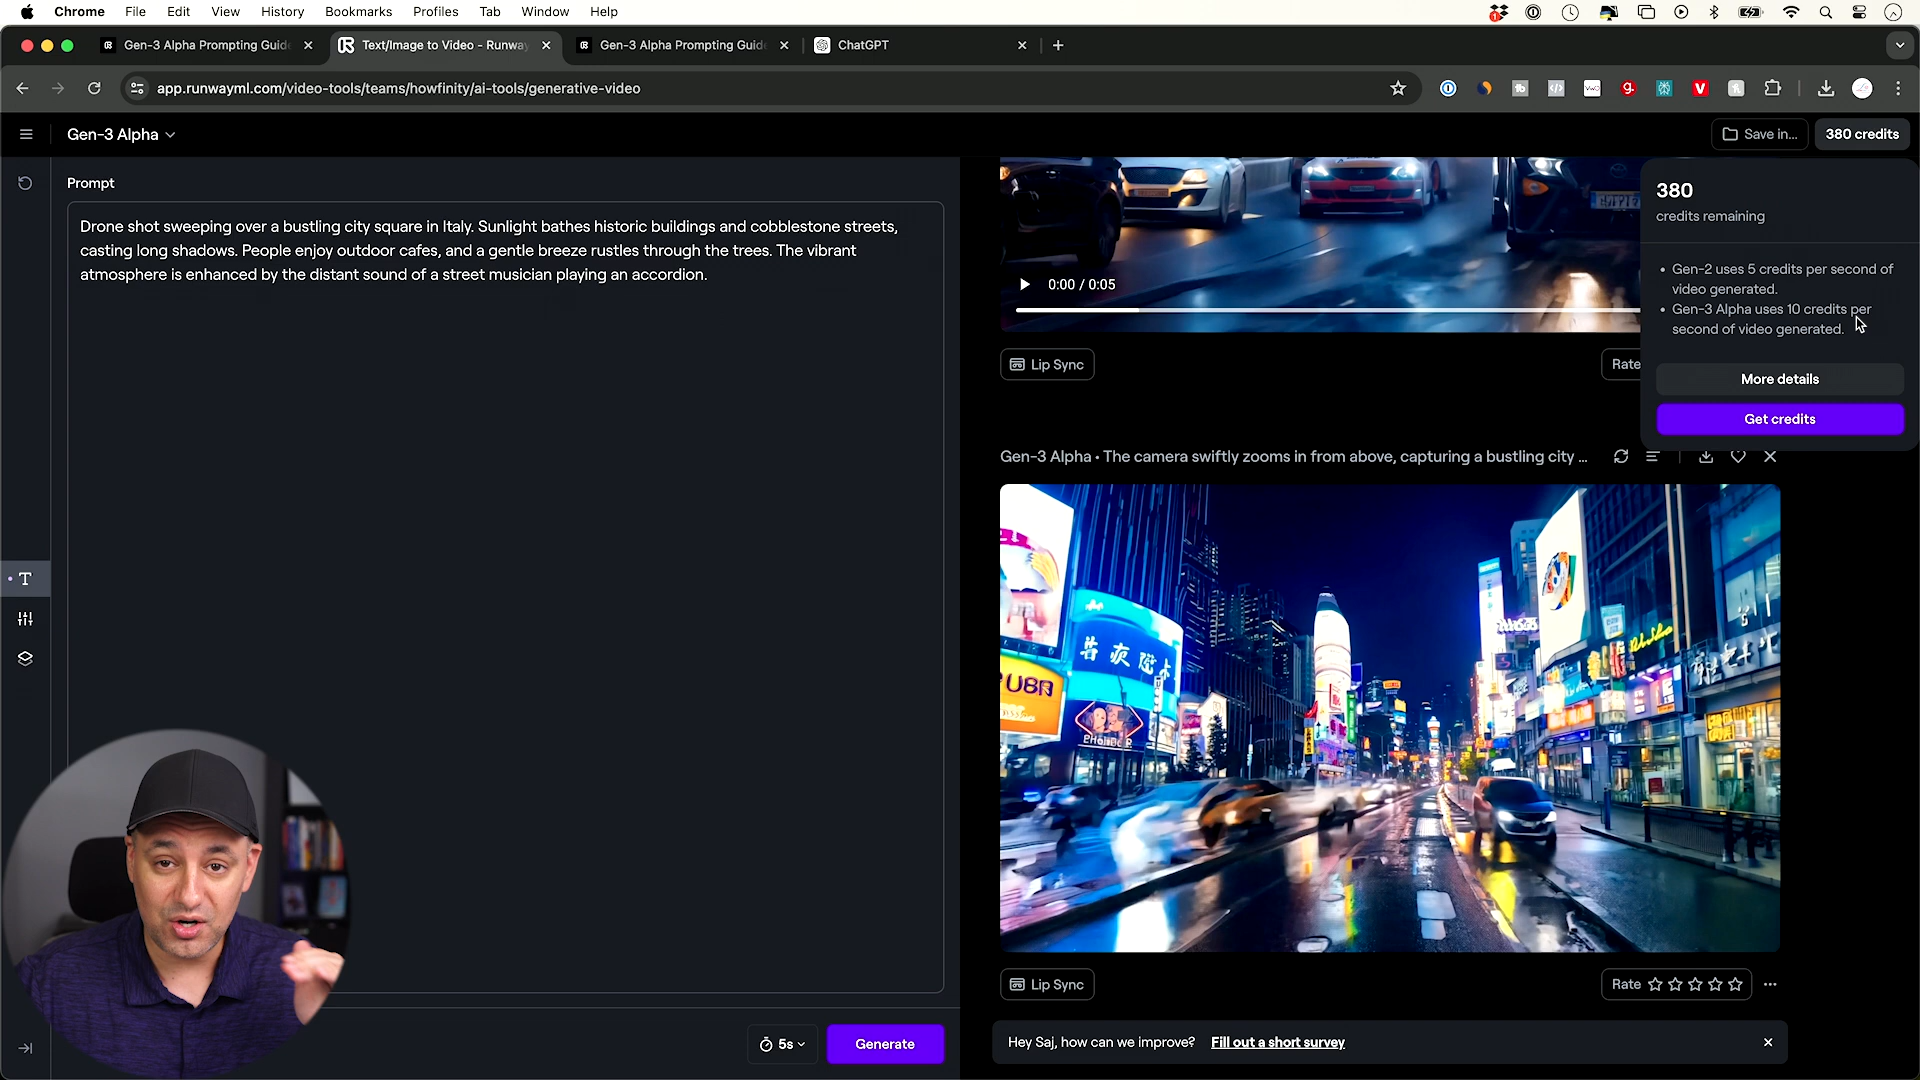 Chrome File Edit View History Bookmarks Profiles Tab Window Help
Gen-3 Alpha Prompting Guid
Text/Image to Video - Runway
Gen-3 Alpha Prompting Guid
ChatGPT
app.runwayml.com/video-tools/teams/howfinity/ai-tools/generative-video
Gen-3 Alpha
Save in...
380 credits
Prompt
Drone shot sweeping over a bustling city square in Italy. Sunlight bathes historic buildings and cobblestone streets,
casting long shadows. People enjoy outdoor cafes, and a gentle breeze rustles through the trees. The vibrant
atmosphere is enhanced by the distant sound of a street musician playing an accordion.
5s
Generate
0:00 / 0:05
Lip Sync
Rate
380
credits remaining
• Gen-2 uses 5 credits per second of
video generated.
• Gen-3 Alpha uses 10 credits per
second of video generated.
More details
Get credits
Gen-3 Alpha • The camera swiftly zooms in from above, capturing a bustling city ...
Lip Sync
Rate
Hey Saj, how can we improve? Fill out a short survey